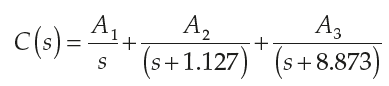 C(s) = A₁/s + A₂/(s+1.127) + A₃/(s+8.873)